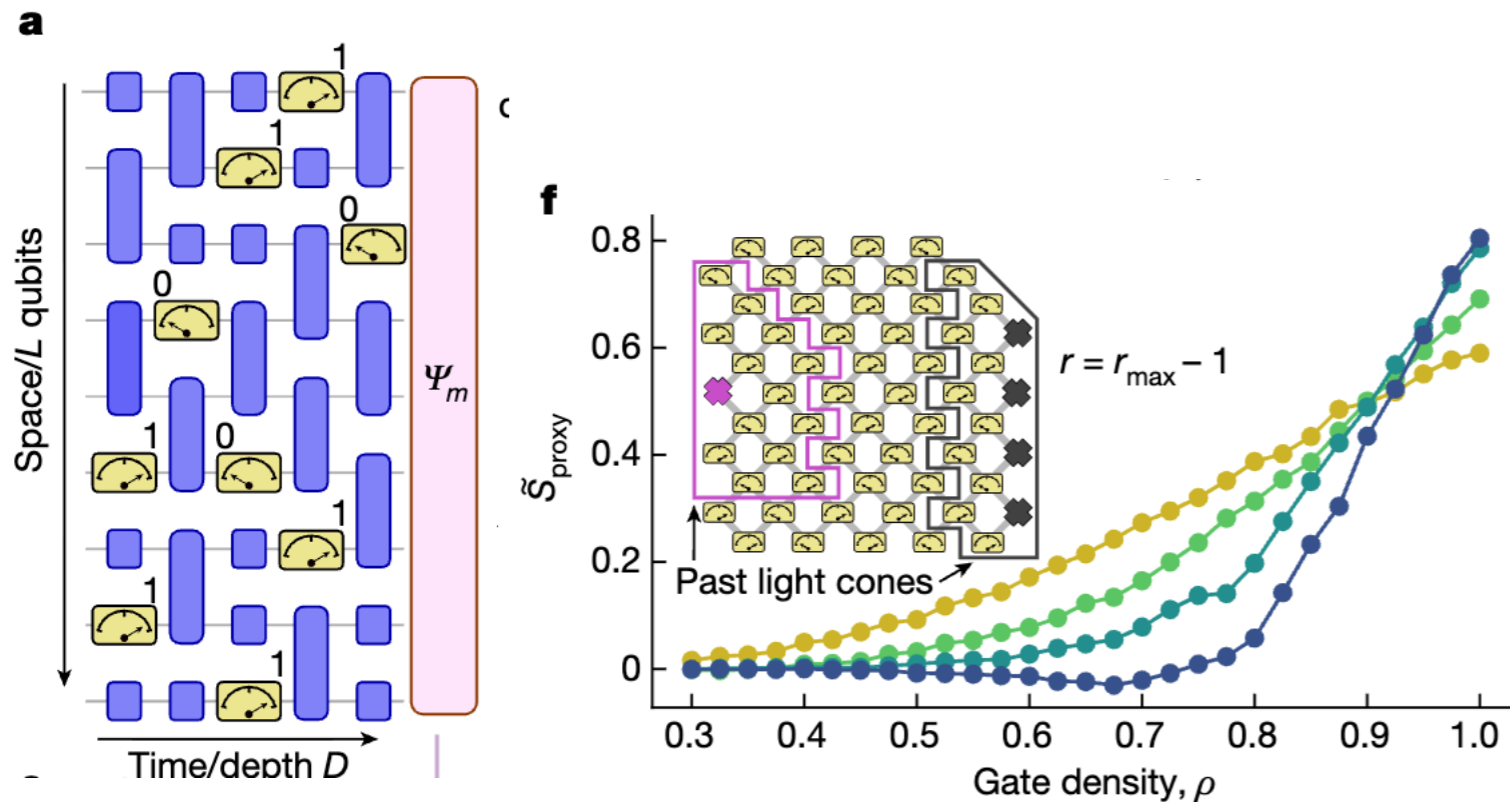 a
1
1
0
0
1
0
1
1
1
Space/L qubits
Ψm
Time/depth D
f
0.8
0.6
0.4
0.2
0
S̃proxy
r = rmax − 1
Past light cones
0.3 0.4 0.5 0.6 0.7 0.8 0.9 1.0
Gate density, ρ